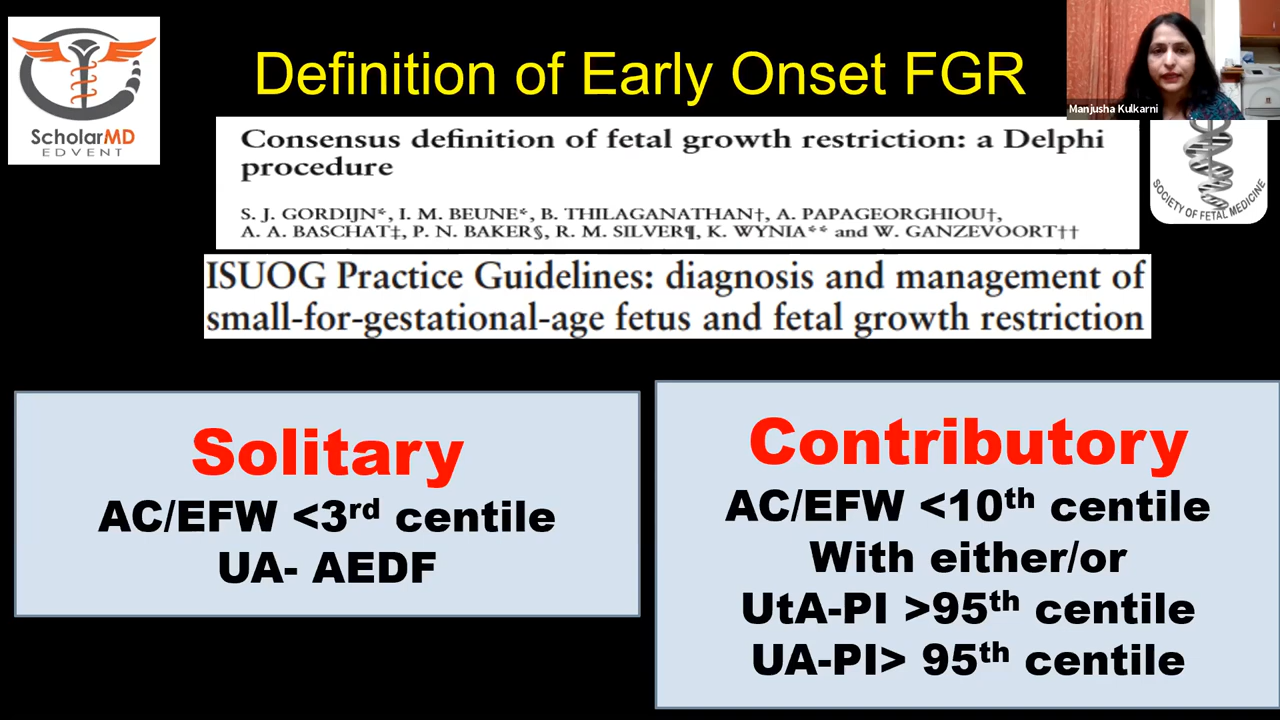 Definition of Early Onset FGR
Manjusha Kulkarni
ScholarMD
EDVENT
Consensus definition of fetal growth restriction: a Delphi
procedure
S. J. GORDIJN*, I. M. BEUNE*, B. THILAGANATHAN†, A. PAPAGEORGHIOU†,
A. A. BASCHAT‡, P. N. BAKER§, R. M. SILVER¶, K. WYNIA** and W. GANZEVOORT††
SOCIETY OF FETAL MEDICINE
ISUOG Practice Guidelines: diagnosis and management of
small-for-gestational-age fetus and fetal growth restriction
Solitary
AC/EFW <3rd centile
UA- AEDF
Contributory
AC/EFW <10th centile
With either/or
UtA-PI >95th centile
UA-PI> 95th centile